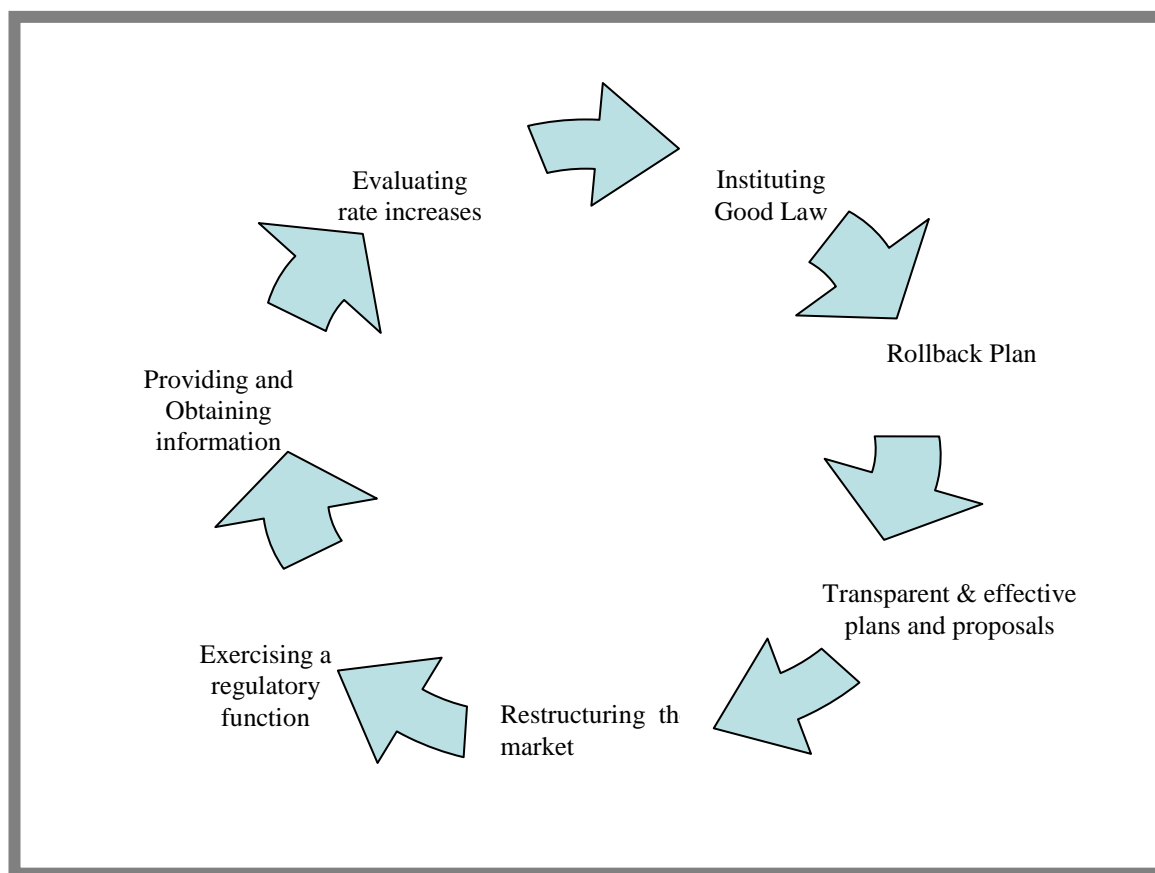 Evaluating
rate increases
Instituting
Good Law
Rollback Plan
Transparent & effective
plans and proposals
Restructuring th
market
Exercising a
regulatory
function
Providing and
Obtaining
information